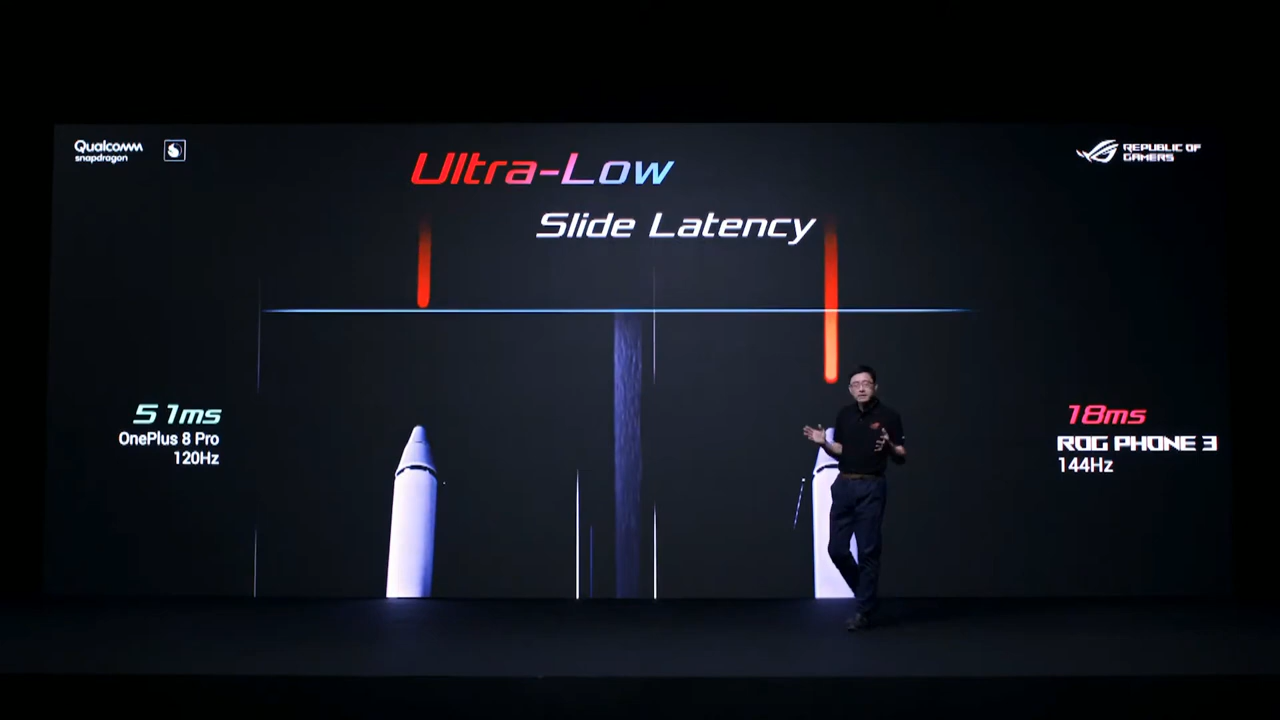 Qualcomm
snapdragon
REPUBLIC OF
GAMERS
Ultra-Low
Slide Latency
51ms
OnePlus 8 Pro
120Hz
18ms
ROG PHONE 3
144Hz